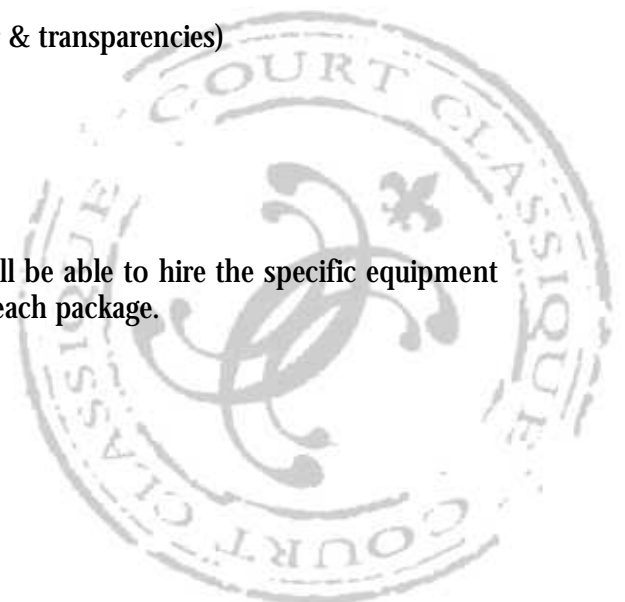 & transparencies)
ll be able to hire the specific equipment
each package.
COURT CLASSIQUE
COURT CLASSIQUE